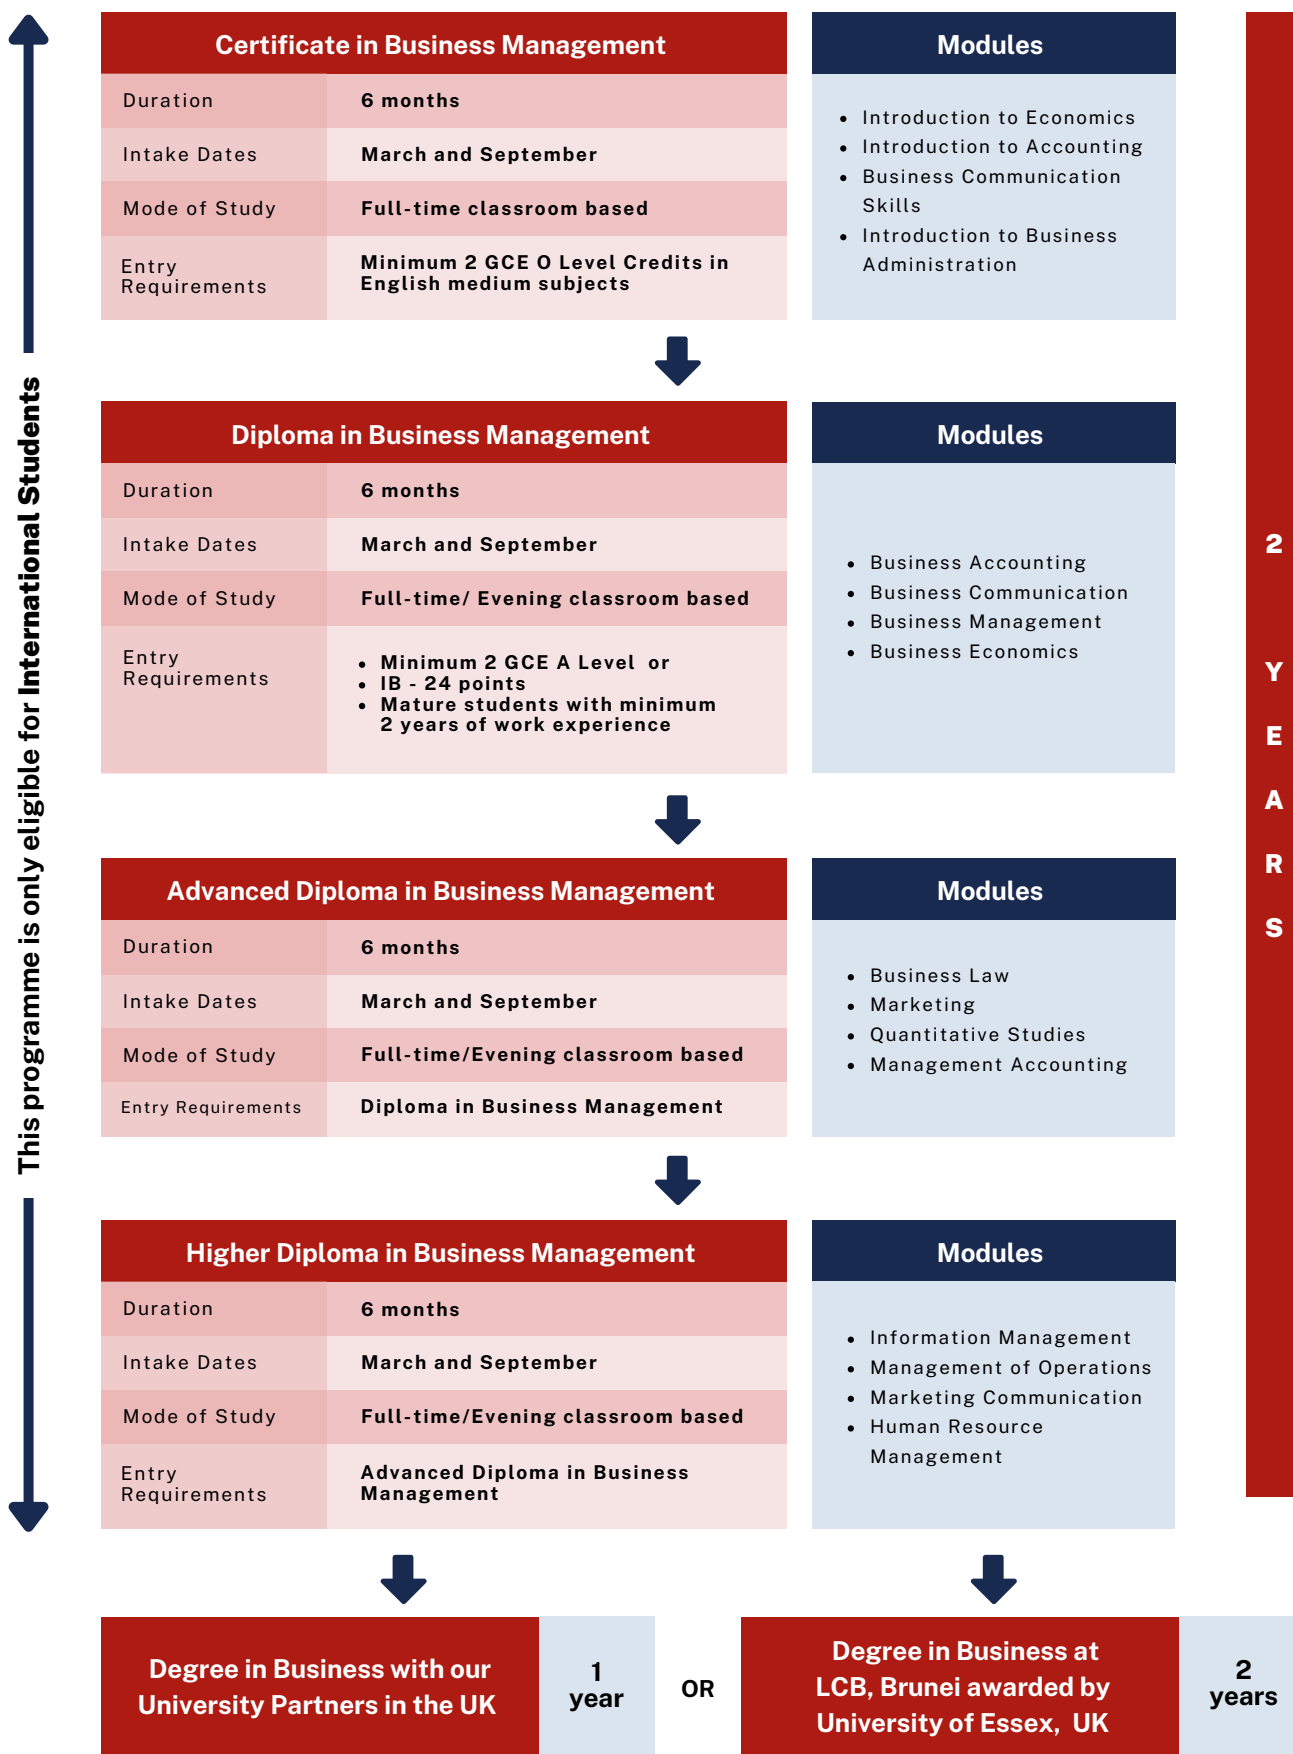 This programme is only eligible for International Students
Certificate in Business Management
Duration
6 months
Intake Dates
March and September
Mode of Study
Full-time classroom based
Entry
Requirements
Minimum 2 GCE O Level Credits in
English medium subjects
Modules
• Introduction to Economics
• Introduction to Accounting
• Business Communication
Skills
• Introduction to Business
Administration
Diploma in Business Management
Duration
6 months
Intake Dates
March and September
Mode of Study
Full-time/ Evening classroom based
Entry
Requirements
• Minimum 2 GCE A Level or
• IB - 24 points
• Mature students with minimum
2 years of work experience
Modules
• Business Accounting
• Business Communication
• Business Management
• Business Economics
Advanced Diploma in Business Management
Duration
6 months
Intake Dates
March and September
Mode of Study
Full-time/Evening classroom based
Entry Requirements
Diploma in Business Management
Modules
• Business Law
• Marketing
• Quantitative Studies
• Management Accounting
Higher Diploma in Business Management
Duration
6 months
Intake Dates
March and September
Mode of Study
Full-time/Evening classroom based
Entry
Requirements
Advanced Diploma in Business
Management
Modules
• Information Management
• Management of Operations
• Marketing Communication
• Human Resource
Management
2 YEARS
Degree in Business with our
University Partners in the UK
1
year
OR
Degree in Business at
LCB, Brunei awarded by
University of Essex, UK
2
years